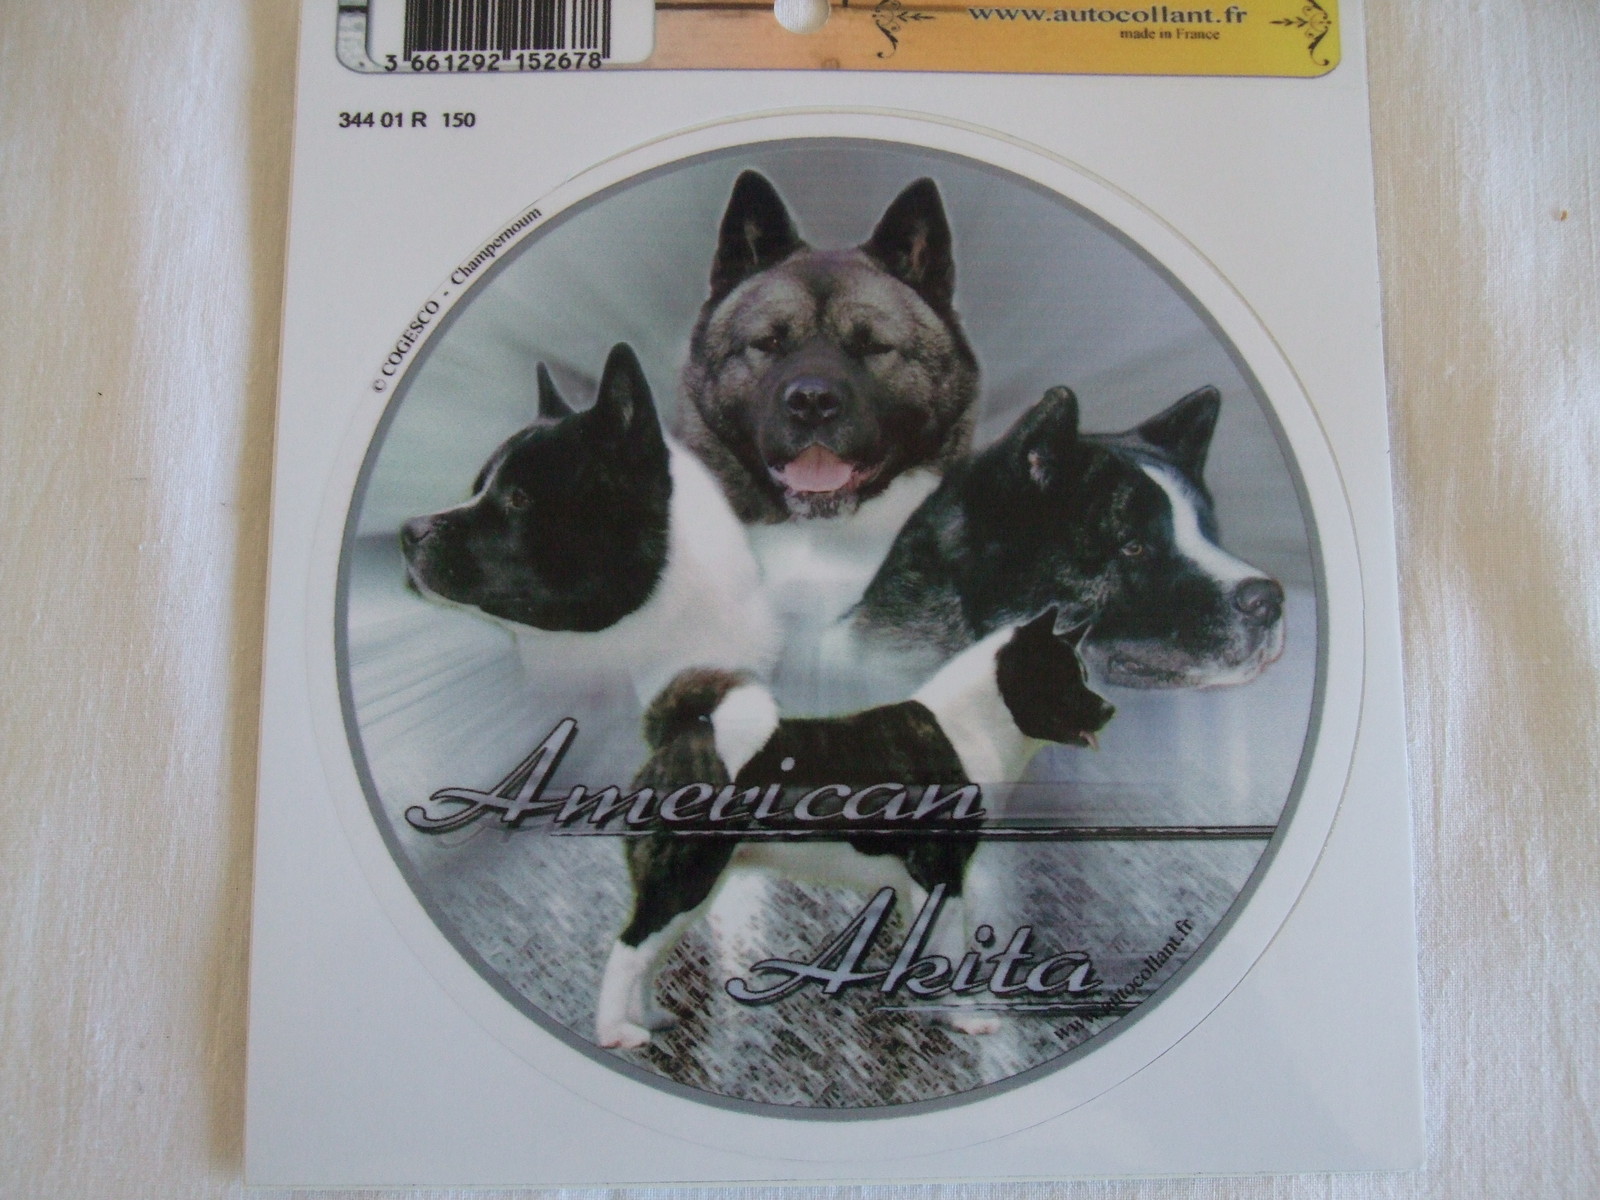 www.autocollant.fr
made in France
3 661292 152678
344 01 R 150
© COGESCO - Champernoum
American
Akita
www.autocollant.fr